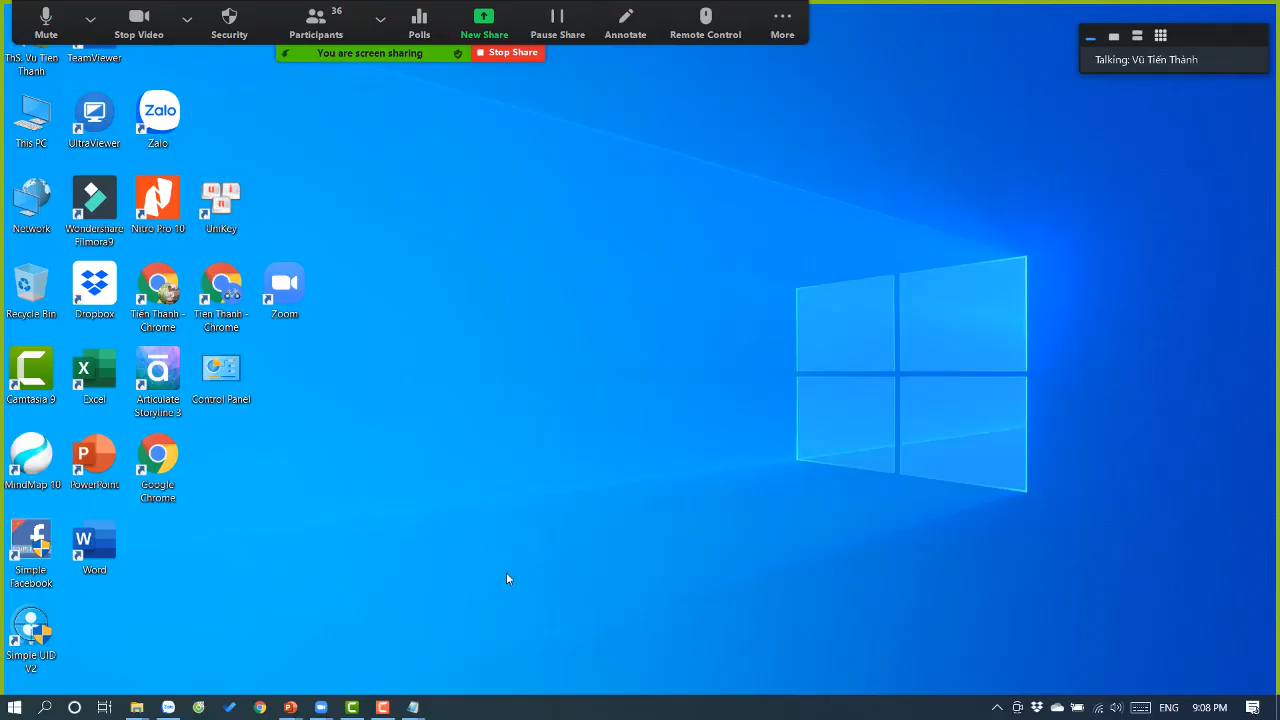 36
Mute
Stop Video
Security
Participants
Polls
New Share
Pause Share
Annotate
Remote Control
More
You are screen sharing
Stop Share
Talking: Vũ Tiến Thành
ThS. Vu Tien
Thanh
TeamViewer
This PC
UltraViewer
Zalo
Zalo
Network
Wondershare
Filmora9
Nitro Pro 10
UniKey
Recycle Bin
Dropbox
Tiến Thành -
Chrome
Tien Thanh -
Chrome
Zoom
Camtasia 9
Excel
Articulate
Storyline 3
Control Panel
MindMap 10
PowerPoint
Google
Chrome
Simple
Facebook
Word
Simple UID
V2
ENG
9:08 PM